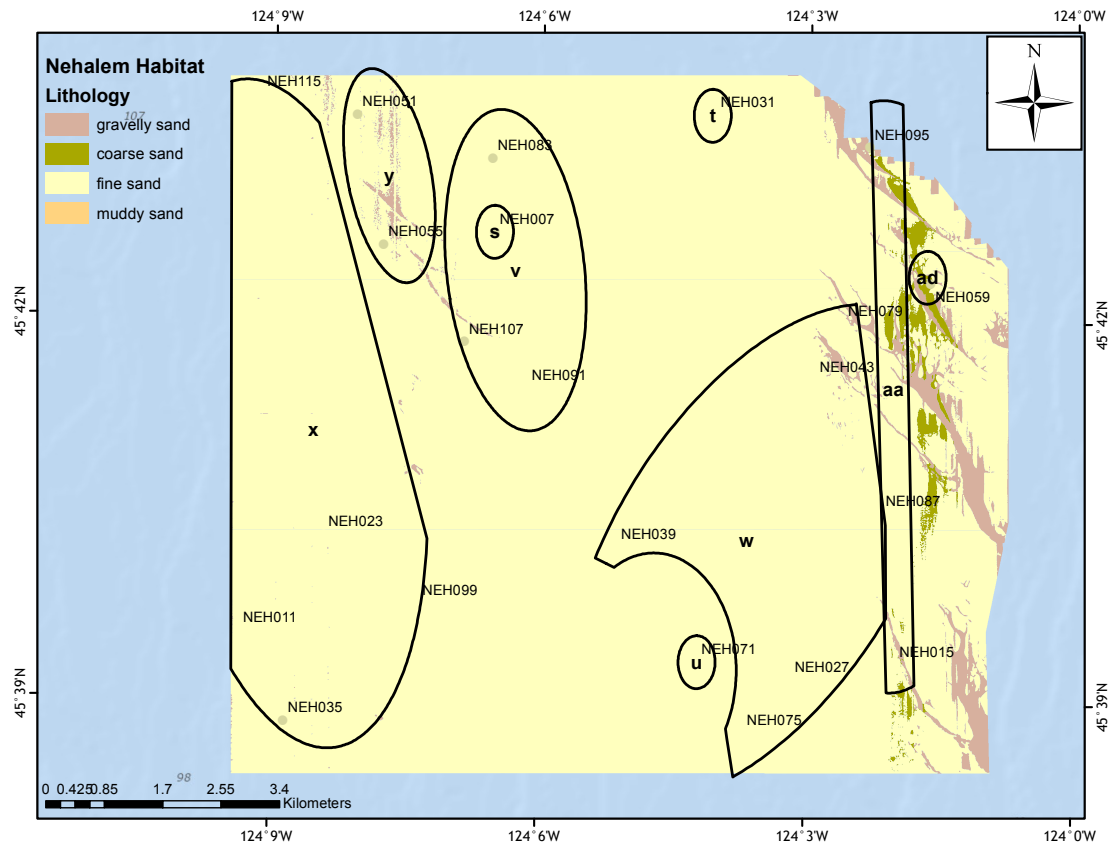 124°9'W 124°6'W 124°3'W 124°0'W
Nehalem Habitat
Lithology
107
gravelly sand
coarse sand
fine sand
muddy sand
N
NEH115
NEH051
NEH031
t
NEH095
NEH083
y
NEH007
s
NEH055
v
ad
NEH059
45°42'N
NEH079
45°42'N
NEH107
NEH043
NEH091
aa
x
NEH087
NEH023
NEH039
w
NEH099
NEH011
NEH071
NEH015
u
NEH027
45°39'N
NEH035
NEH075
45°39'N
98
0 0.425 0.85 1.7 2.55 3.4
Kilometers
124°9'W 124°6'W 124°3'W 124°0'W